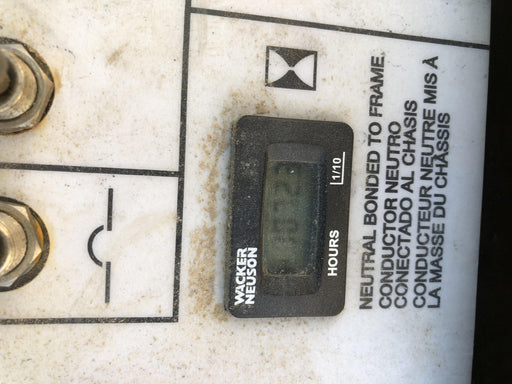 WACKER
NEUSON
HOURS 1/10
NEUTRAL BONDED TO FRAME
CONDUCTOR NEUTRO
CONECTADO AL CHASIS
CONDUCTEUR NEUTRE MIS À
LA MASSE DU CHÂSSIS